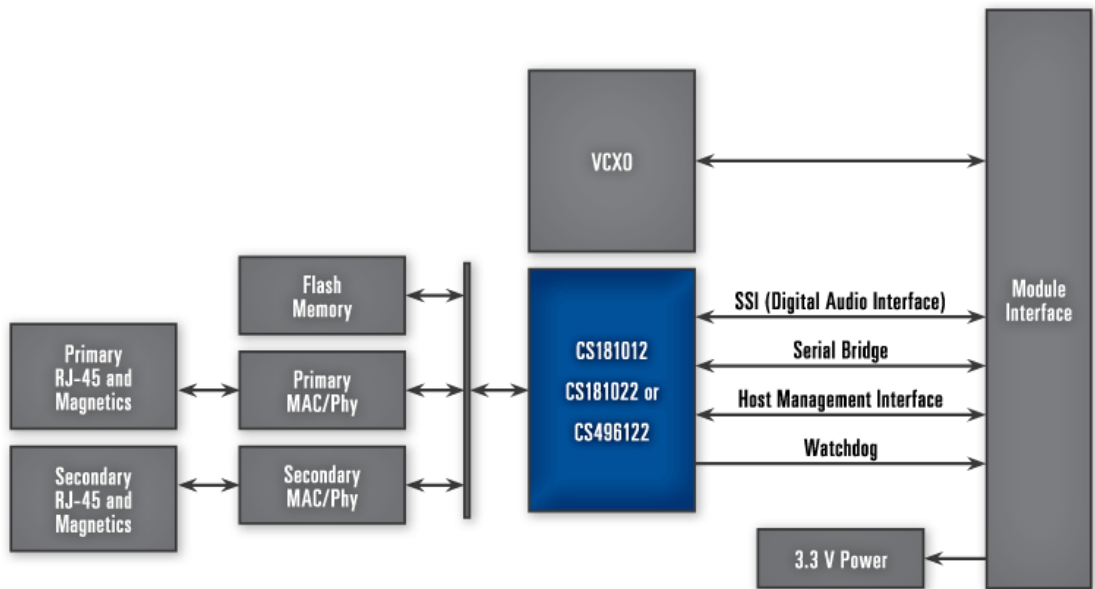 VCXO
Flash
Memory
Primary
RJ-45 and
Magnetics
Primary
MAC/Phy
Secondary
RJ-45 and
Magnetics
Secondary
MAC/Phy
CS181012
CS181022 or
CS496122
SSI (Digital Audio Interface)
Serial Bridge
Host Management Interface
Watchdog
Module
Interface
3.3 V Power